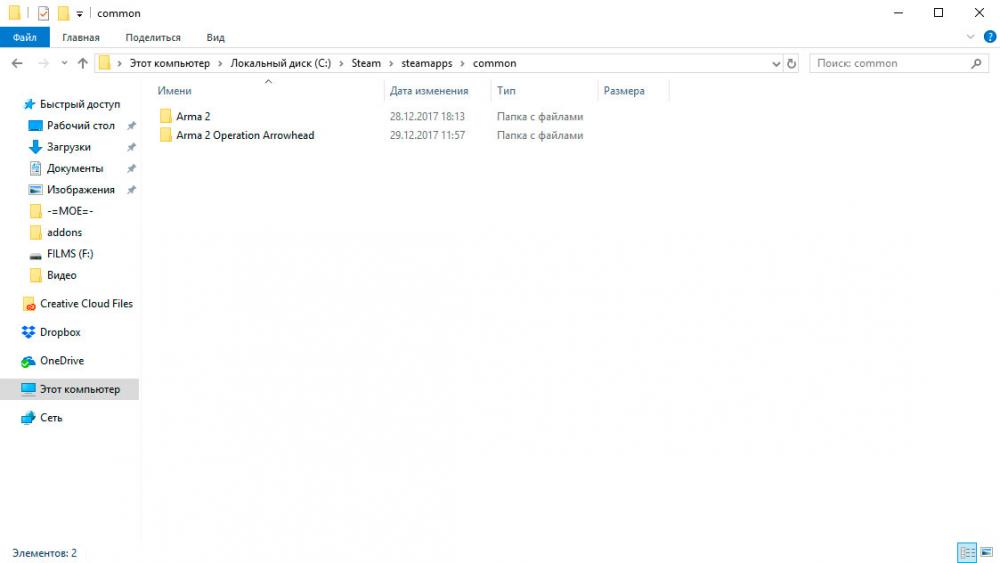 common
Файл Главная Поделиться Вид
Этот компьютер Локальный диск (C:) Steam steamapps common Поиск: common
Имени Дата изменения Тип Размера
Быстрый доступ
Рабочий стол
Загрузки
Документы
Изображения
-=MOE=-
addons
FILMS (F:)
Видео
Creative Cloud Files
Dropbox
OneDrive
Этот компьютер
Сеть
Arma 2 28.12.2017 18:13 Папка с файлами
Arma 2 Operation Arrowhead 29.12.2017 11:57 Папка с файлами
Элементов: 2